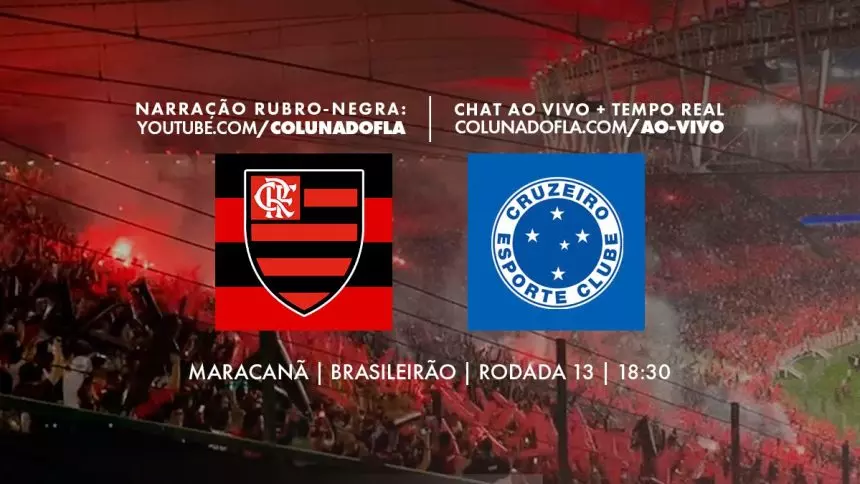 NARRAÇÃO RUBRO-NEGRA:
YOUTUBE.COM/COLUNADOFLA
CHAT AO VIVO + TEMPO REAL
COLUNADOFLA.COM/AO-VIVO
CRF
CRUZEIRO
ESPORTE CLUBE
MARACANÃ | BRASILEIRÃO | RODADA 13 | 18:30